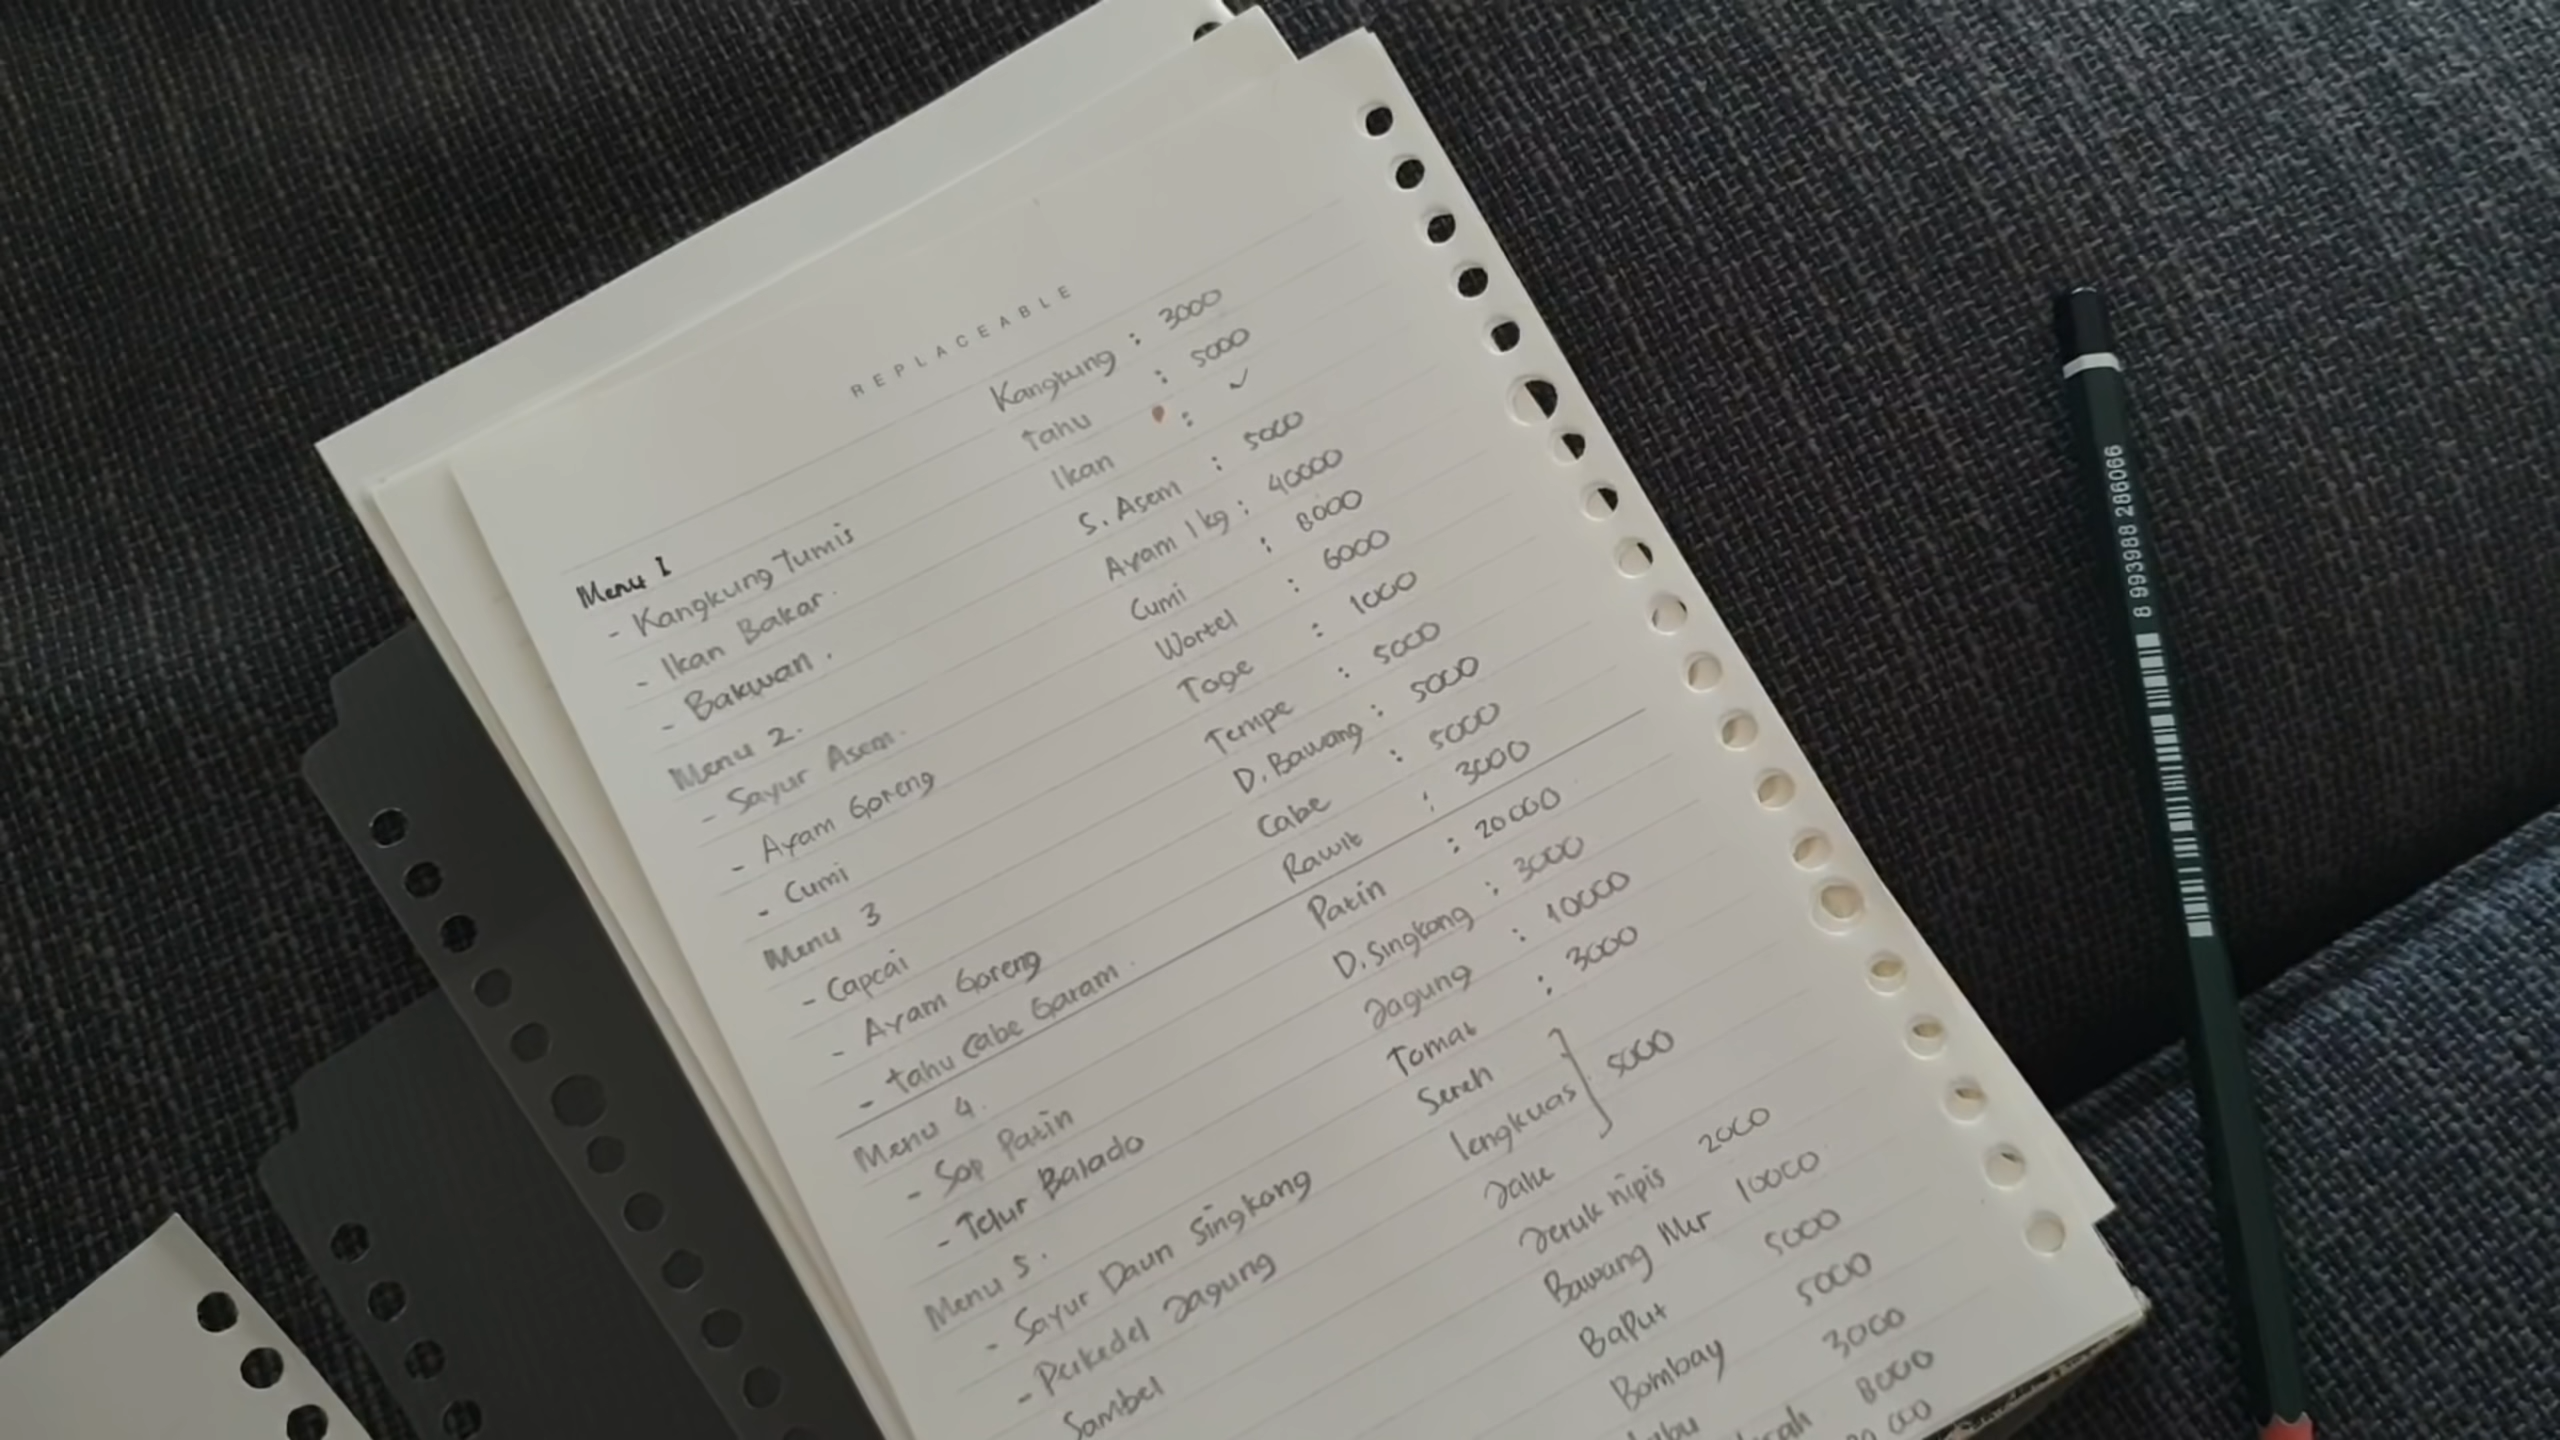 REPLACEABLE
Menu 1
- Kangkung Tumis
- Ikan Bakar.
- Bakwan.
Menu 2.
- Sayur Asem.
- Ayam Goreng
- Cumi
Menu 3
- Capcai
- Ayam Goreng
- tahu Cabe Garam.
Menu 4.
- Sop Patin
- Telur Balado
Menu 5.
- Sayur Daun Singkong
- Perkedel Jagung
Sambel
Kangkung : 3000
Tahu : 5000
Ikan : ✓
S. Asem : 5000
Ayam 1 kg : 40000
Cumi : 8000
Wortel : 6000
Toge : 1000
Tempe : 5000
D. Bawang : 5000
Cabe : 5000
Rawit : 3000
Patin : 20000
D. Singkong : 3000
Jagung : 10000
Tomat : 3000
Sereh
lengkuas ] 5000
Jahe
Jeruk nipis 2000
Bawang Mer 10000
Baput 5000
Bombay 5000
3000
8000
8 993988 286066